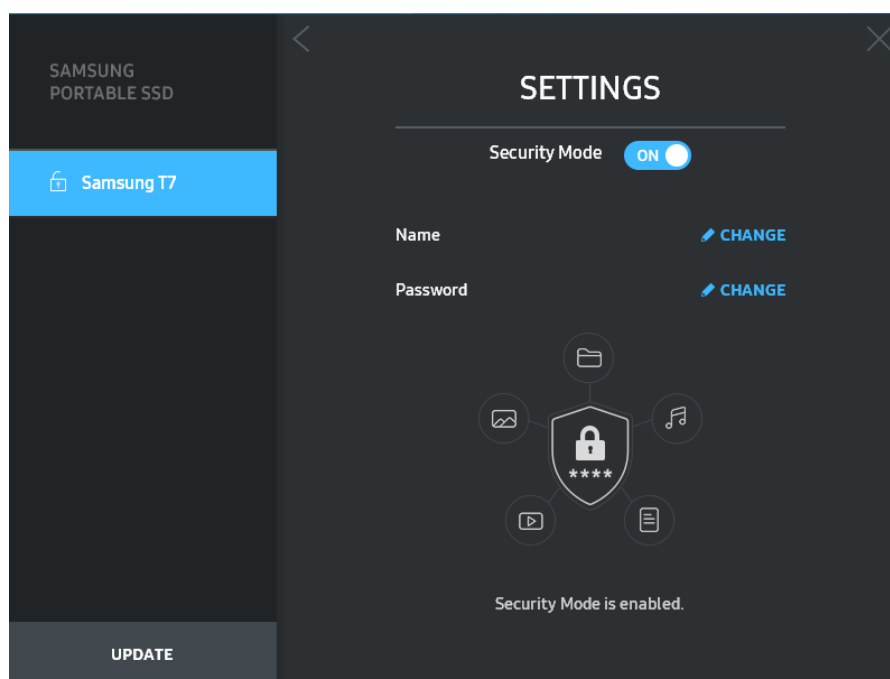 SAMSUNG
PORTABLE SSD
Samsung T7
UPDATE
SETTINGS
Security Mode ON
Name CHANGE
Password CHANGE
****
Security Mode is enabled.